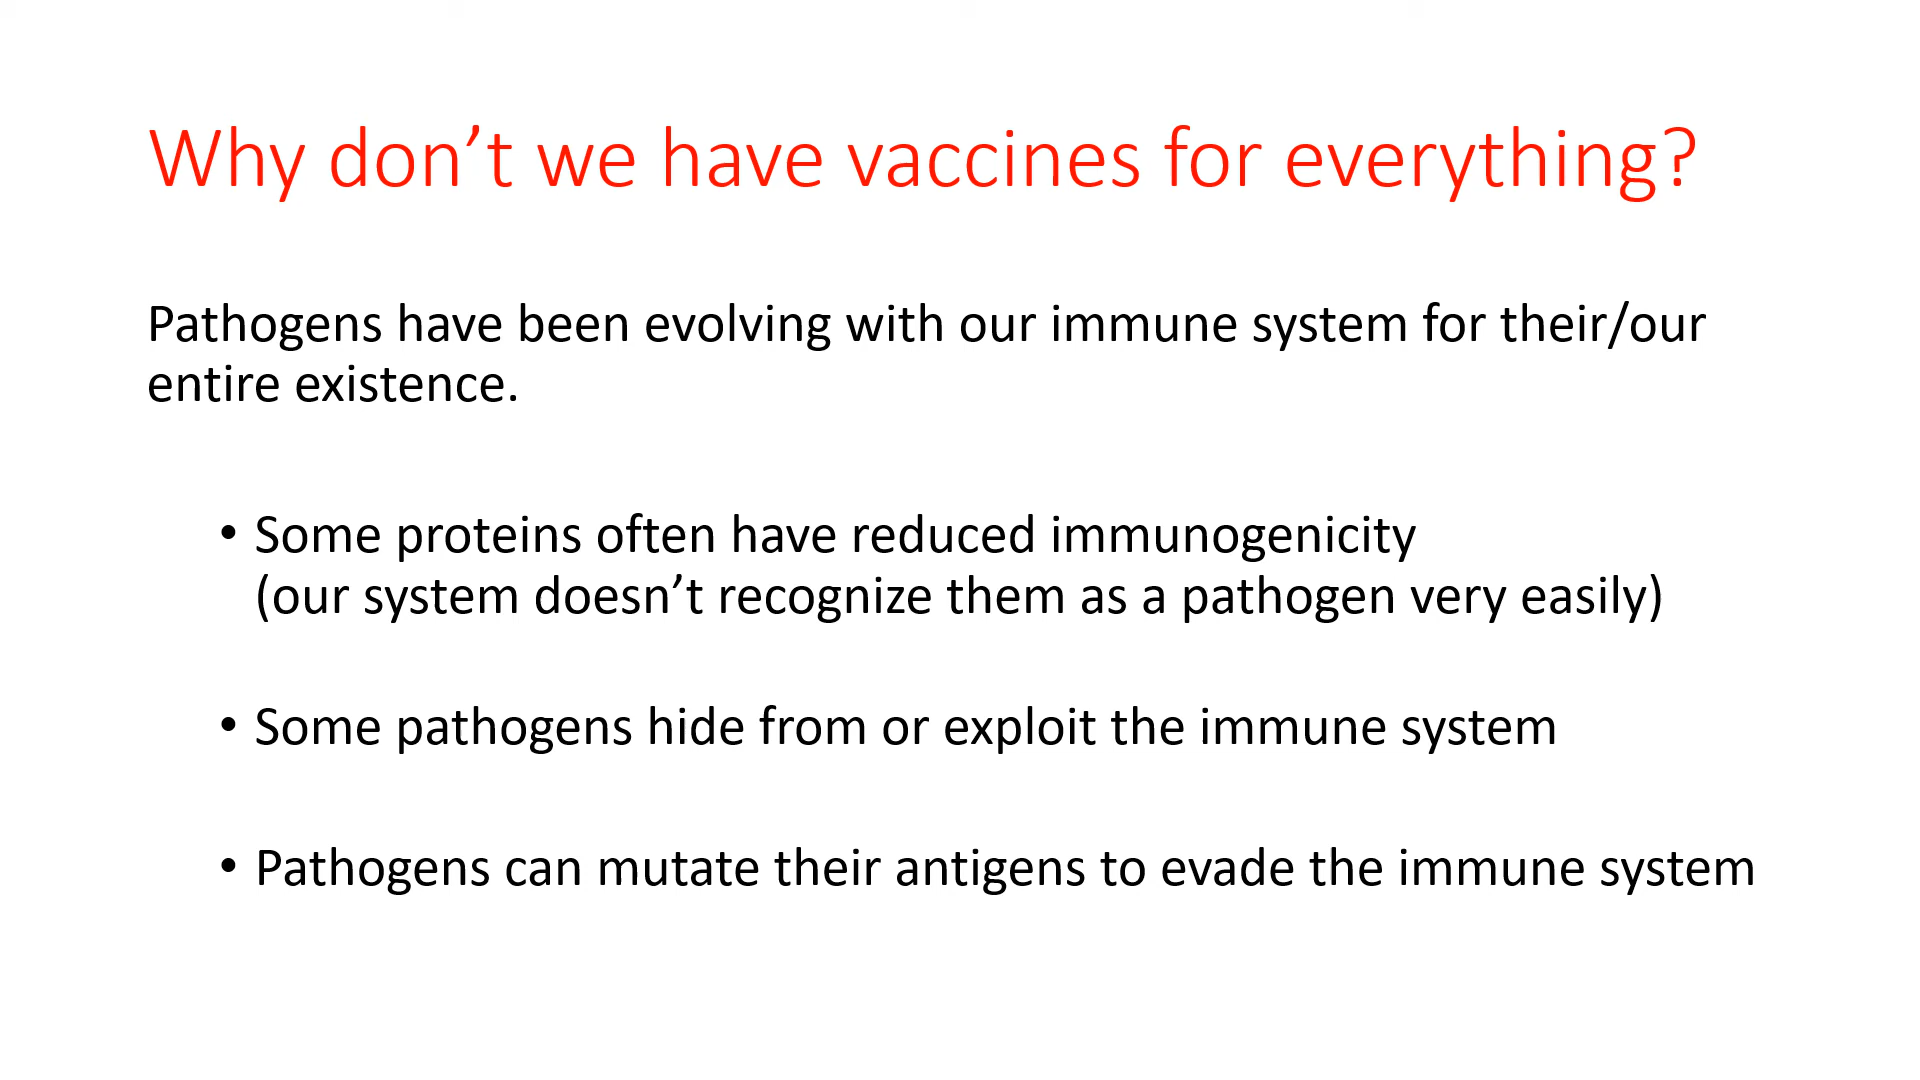 Why don’t we have vaccines for everything?
Pathogens have been evolving with our immune system for their/our
entire existence.
• Some proteins often have reduced immunogenicity
(our system doesn’t recognize them as a pathogen very easily)
• Some pathogens hide from or exploit the immune system
• Pathogens can mutate their antigens to evade the immune system